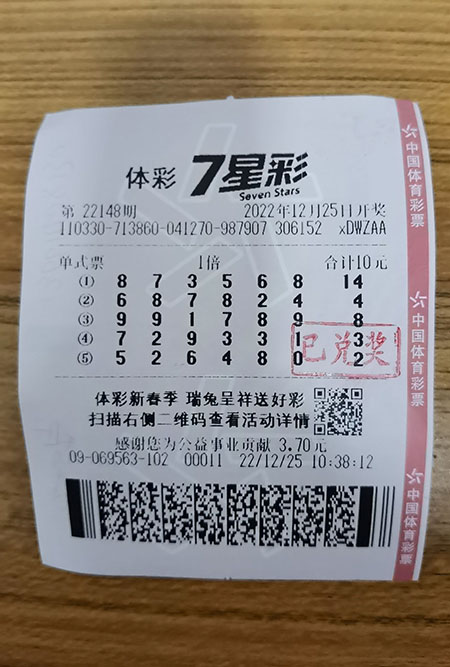 体彩 7星彩
Seven Stars
第 22148期 2022年12月25日开奖
110330-713860-041270-987907 306152 xDWZAA
单式票 1倍 合计10元
① 8 7 3 5 6 8 14
② 6 8 7 8 2 4 4
③ 9 9 1 7 8 9 8
④ 7 2 9 3 3 1 3
⑤ 5 2 6 4 8 0 2
已兑奖
体彩新春季 瑞兔呈祥送好彩
扫描右侧二维码查看活动详情
感谢您为公益事业贡献 3.70元
09-069563-102 00011 22/12/25 10:38:12
中国体育彩票
中国体育彩票
中国体育彩票